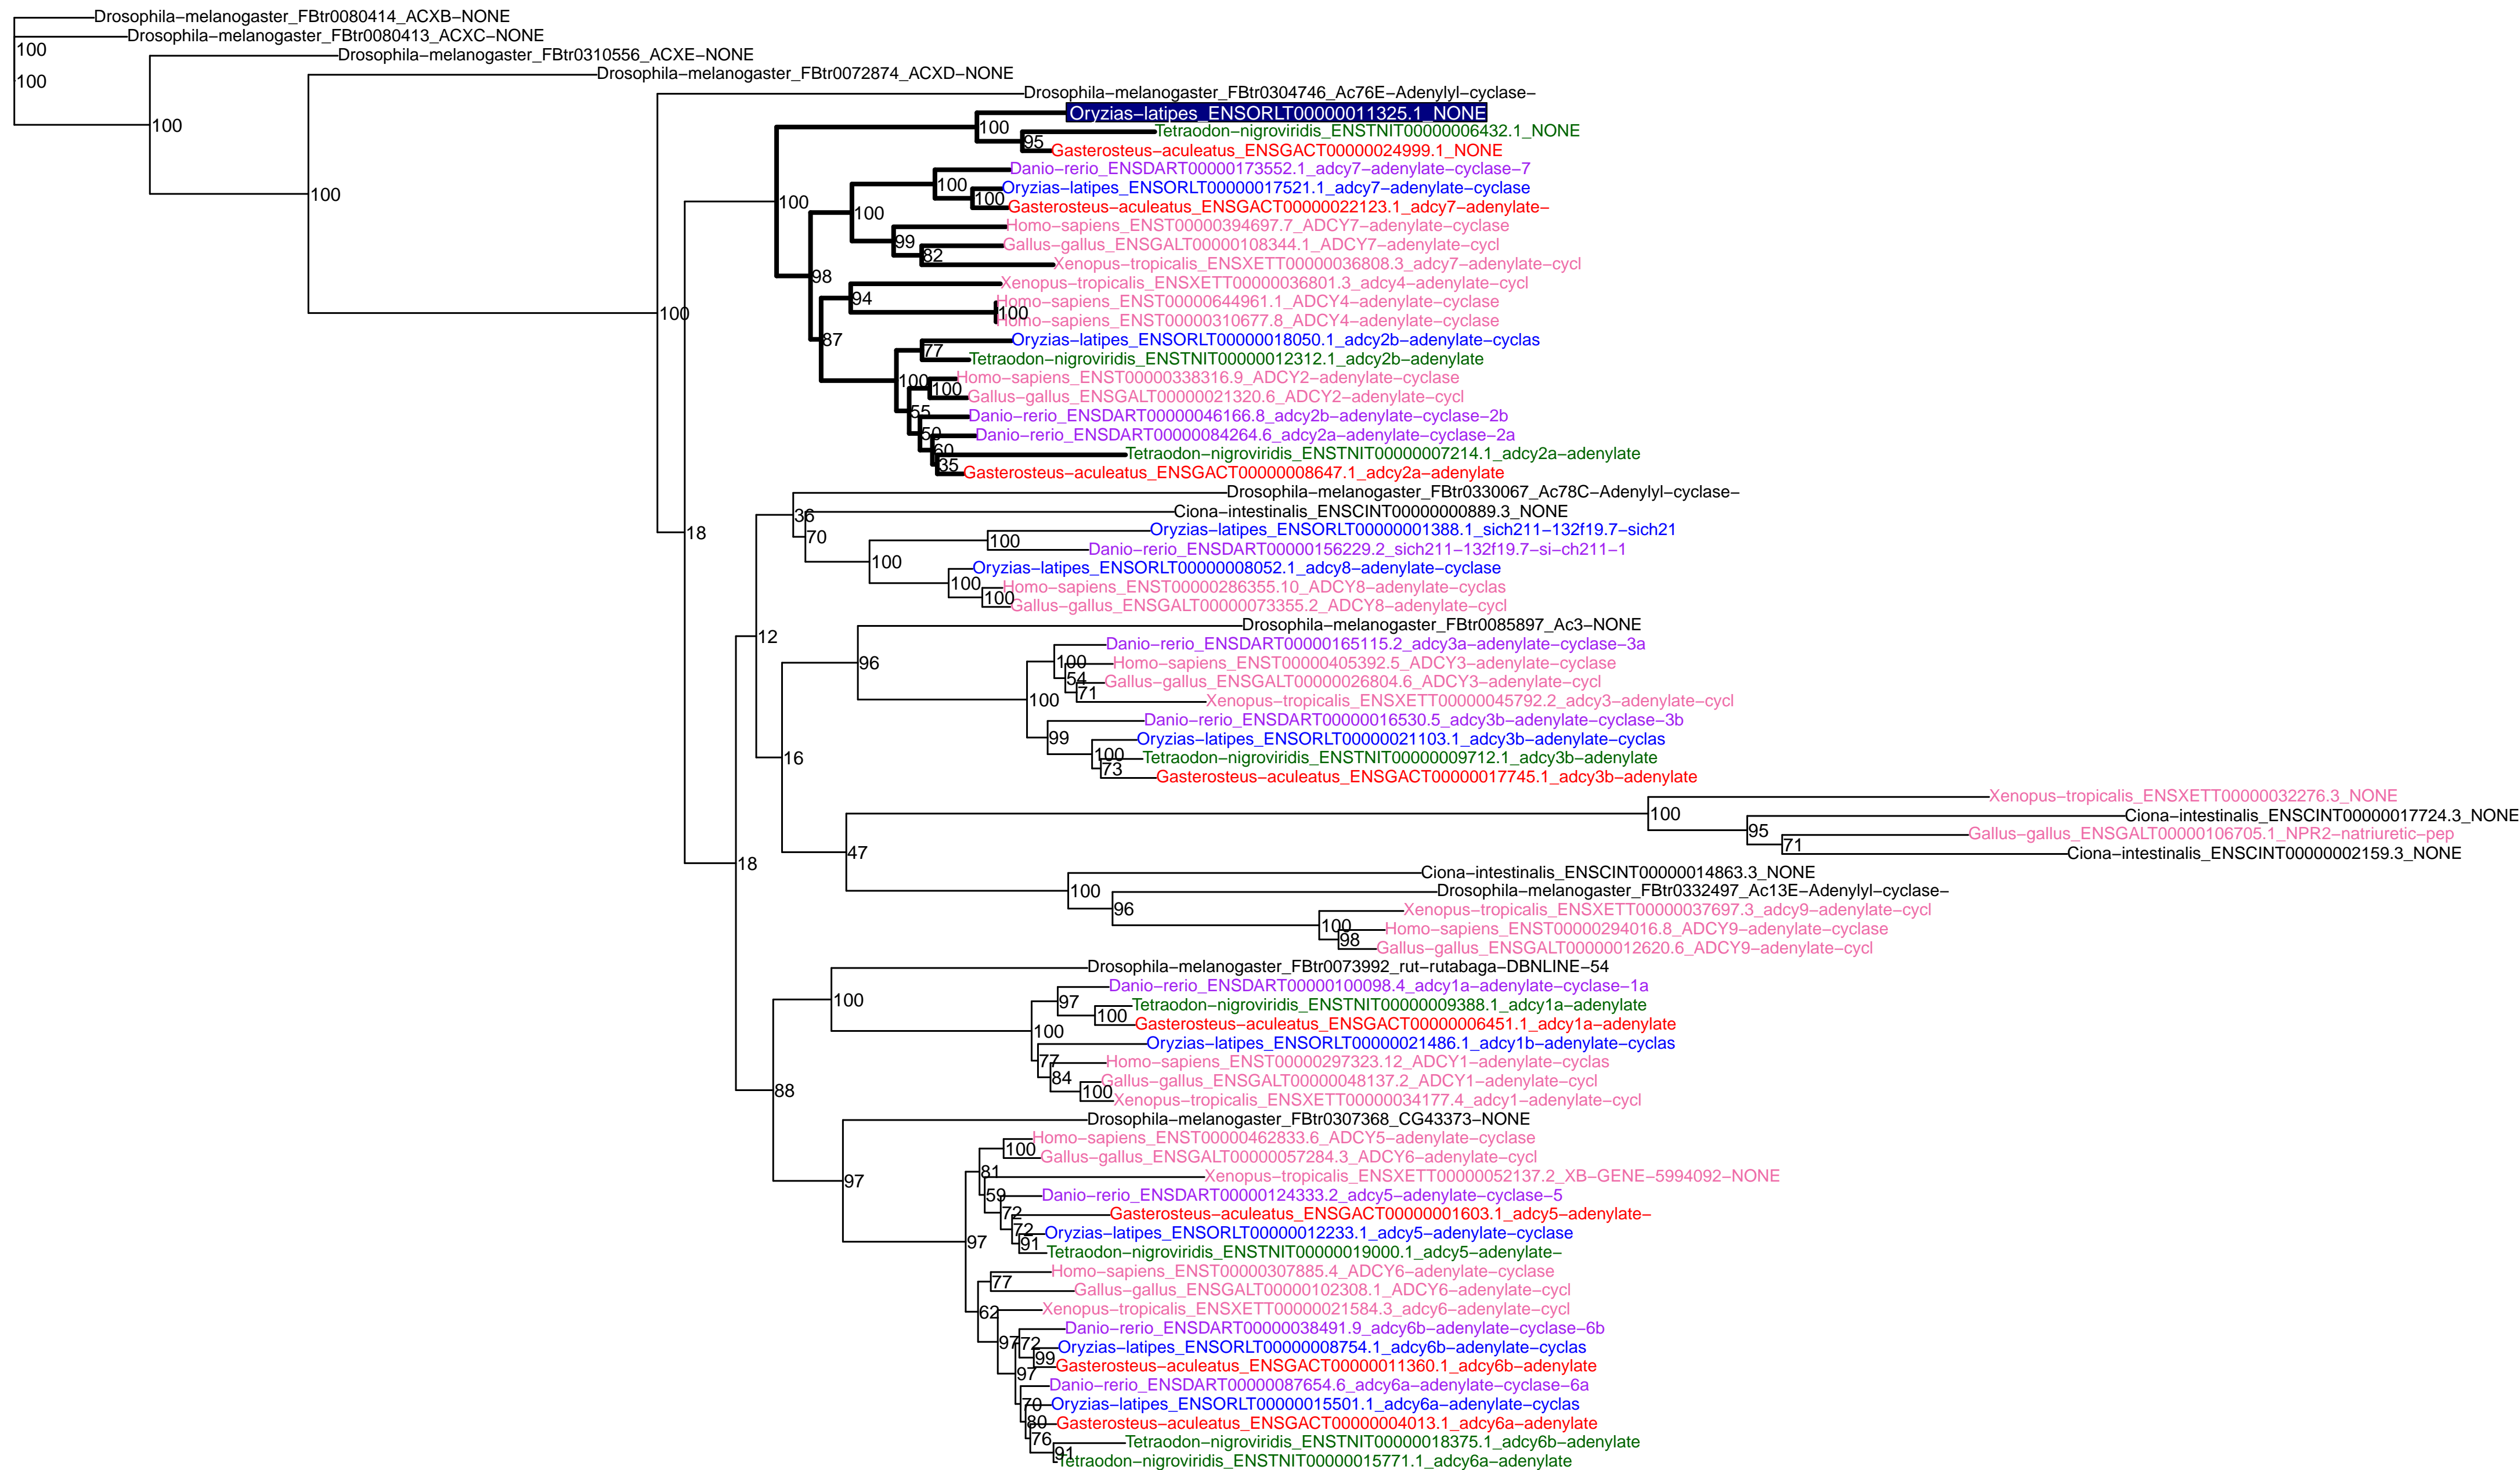 Drosophila−melanogaster_FBtr0080414_ACXB−NONE
Drosophila−melanogaster_FBtr0080413_ACXC−NONE
100
Drosophila−melanogaster_FBtr0310556_ACXE−NONE
Drosophila−melanogaster_FBtr0072874_ACXD−NONE
100
Drosophila−melanogaster_FBtr0304746_Ac76E−Adenylyl−cyclase−
Oryzias−latipes_ENSORLT00000011325.1_NONE
100
100
Tetraodon−nigroviridis_ENSTNIT00000006432.1_NONE
95
Gasterosteus−aculeatus_ENSGACT00000024999.1_NONE
Danio−rerio_ENSDART00000173552.1_adcy7−adenylate−cyclase−7
100
Oryzias−latipes_ENSORLT00000017521.1_adcy7−adenylate−cyclase
100
100
100
Gasterosteus−aculeatus_ENSGACT00000022123.1_adcy7−adenylate−
100
Homo−sapiens_ENST00000394697.7_ADCY7−adenylate−cyclase
99
Gallus−gallus_ENSGALT00000108344.1_ADCY7−adenylate−cycl
82
Xenopus−tropicalis_ENSXETT00000036808.3_adcy7−adenylate−cycl
98
Xenopus−tropicalis_ENSXETT00000036801.3_adcy4−adenylate−cycl
94
Homo−sapiens_ENST00000644961.1_ADCY4−adenylate−cyclase
100
100
Homo−sapiens_ENST00000310677.8_ADCY4−adenylate−cyclase
87
Oryzias−latipes_ENSORLT00000018050.1_adcy2b−adenylate−cyclas
77
Tetraodon−nigroviridis_ENSTNIT00000012312.1_adcy2b−adenylate
100
Homo−sapiens_ENST00000338316.9_ADCY2−adenylate−cyclase
100
Gallus−gallus_ENSGALT00000021320.6_ADCY2−adenylate−cycl
55
Danio−rerio_ENSDART00000046166.8_adcy2b−adenylate−cyclase−2b
50
Danio−rerio_ENSDART00000084264.6_adcy2a−adenylate−cyclase−2a
60
Tetraodon−nigroviridis_ENSTNIT00000007214.1_adcy2a−adenylate
35
Gasterosteus−aculeatus_ENSGACT00000008647.1_adcy2a−adenylate
Drosophila−melanogaster_FBtr0330067_Ac78C−Adenylyl−cyclase−
36
Ciona−intestinalis_ENSCINT00000000889.3_NONE
18
70
Oryzias−latipes_ENSORLT00000001388.1_sich211−132f19.7−sich21
100
Danio−rerio_ENSDART00000156229.2_sich211−132f19.7−si−ch211−1
100
Oryzias−latipes_ENSORLT00000008052.1_adcy8−adenylate−cyclase
100
Homo−sapiens_ENST00000286355.10_ADCY8−adenylate−cyclas
100
Gallus−gallus_ENSGALT00000073355.2_ADCY8−adenylate−cycl
Drosophila−melanogaster_FBtr0085897_Ac3−NONE
12
Danio−rerio_ENSDART00000165115.2_adcy3a−adenylate−cyclase−3a
96
100
Homo−sapiens_ENST00000405392.5_ADCY3−adenylate−cyclase
54
Gallus−gallus_ENSGALT00000026804.6_ADCY3−adenylate−cycl
71
100
Xenopus−tropicalis_ENSXETT00000045792.2_adcy3−adenylate−cycl
Danio−rerio_ENSDART00000016530.5_adcy3b−adenylate−cyclase−3b
99
Oryzias−latipes_ENSORLT00000021103.1_adcy3b−adenylate−cyclas
16
100
Tetraodon−nigroviridis_ENSTNIT00000009712.1_adcy3b−adenylate
73
Gasterosteus−aculeatus_ENSGACT00000017745.1_adcy3b−adenylate
Xenopus−tropicalis_ENSXETT00000032276.3_NONE
100
Ciona−intestinalis_ENSCINT00000017724.3_NONE
95
Gallus−gallus_ENSGALT00000106705.1_NPR2−natriuretic−pep
71
Ciona−intestinalis_ENSCINT00000002159.3_NONE
47
18
Ciona−intestinalis_ENSCINT00000014863.3_NONE
100
Drosophila−melanogaster_FBtr0332497_Ac13E−Adenylyl−cyclase−
96
Xenopus−tropicalis_ENSXETT00000037697.3_adcy9−adenylate−cycl
100
Homo−sapiens_ENST00000294016.8_ADCY9−adenylate−cyclase
98
Gallus−gallus_ENSGALT00000012620.6_ADCY9−adenylate−cycl
Drosophila−melanogaster_FBtr0073992_rut−rutabaga−DBNLINE−54
100
Danio−rerio_ENSDART00000100098.4_adcy1a−adenylate−cyclase−1a
97
Tetraodon−nigroviridis_ENSTNIT00000009388.1_adcy1a−adenylate
100
Gasterosteus−aculeatus_ENSGACT00000006451.1_adcy1a−adenylate
100
Oryzias−latipes_ENSORLT00000021486.1_adcy1b−adenylate−cyclas
77
Homo−sapiens_ENST00000297323.12_ADCY1−adenylate−cyclas
84
88
Gallus−gallus_ENSGALT00000048137.2_ADCY1−adenylate−cycl
100
Xenopus−tropicalis_ENSXETT00000034177.4_adcy1−adenylate−cycl
Drosophila−melanogaster_FBtr0307368_CG43373−NONE
Homo−sapiens_ENST00000462833.6_ADCY5−adenylate−cyclase
100
Gallus−gallus_ENSGALT00000057284.3_ADCY6−adenylate−cycl
81
97
Xenopus−tropicalis_ENSXETT00000052137.2_XB−GENE−5994092−NONE
59
Danio−rerio_ENSDART00000124333.2_adcy5−adenylate−cyclase−5
72
Gasterosteus−aculeatus_ENSGACT00000001603.1_adcy5−adenylate−
72
Oryzias−latipes_ENSORLT00000012233.1_adcy5−adenylate−cyclase
97
91
Tetraodon−nigroviridis_ENSTNIT00000019000.1_adcy5−adenylate−
Homo−sapiens_ENST00000307885.4_ADCY6−adenylate−cyclase
77
Gallus−gallus_ENSGALT00000102308.1_ADCY6−adenylate−cycl
62
Xenopus−tropicalis_ENSXETT00000021584.3_adcy6−adenylate−cycl
Danio−rerio_ENSDART00000038491.9_adcy6b−adenylate−cyclase−6b
97
72
Oryzias−latipes_ENSORLT00000008754.1_adcy6b−adenylate−cyclas
99
Gasterosteus−aculeatus_ENSGACT00000011360.1_adcy6b−adenylate
97
Danio−rerio_ENSDART00000087654.6_adcy6a−adenylate−cyclase−6a
70
Oryzias−latipes_ENSORLT00000015501.1_adcy6a−adenylate−cyclas
80
Gasterosteus−aculeatus_ENSGACT00000004013.1_adcy6a−adenylate
76
Tetraodon−nigroviridis_ENSTNIT00000018375.1_adcy6b−adenylate
91
Tetraodon−nigroviridis_ENSTNIT00000015771.1_adcy6a−adenylate